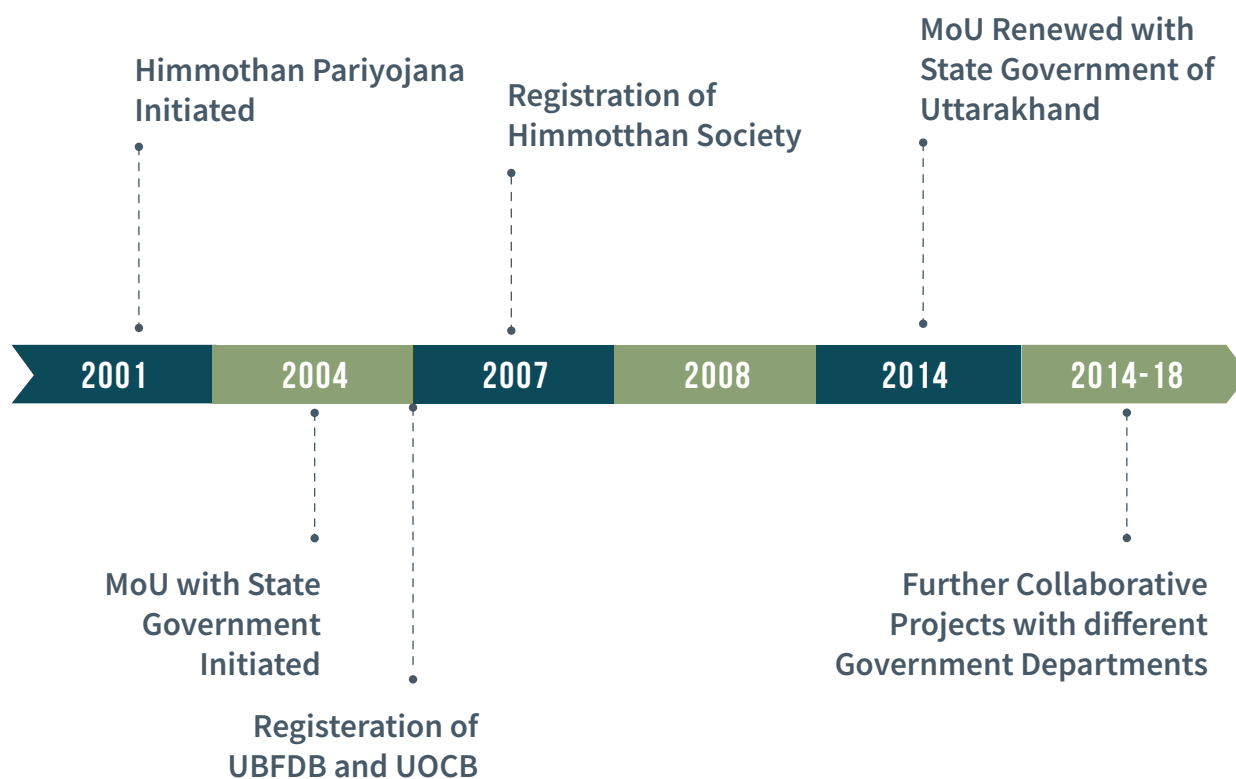 MoU Renewed with
State Government of
Uttarakhand
Himmothan Pariyojana
Initiated
Registration of
Himmotthan Society
2001
2004
2007
2008
2014
2014-18
MoU with State
Government
Initiated
Further Collaborative
Projects with different
Government Departments
Registeration of
UBFDB and UOCB